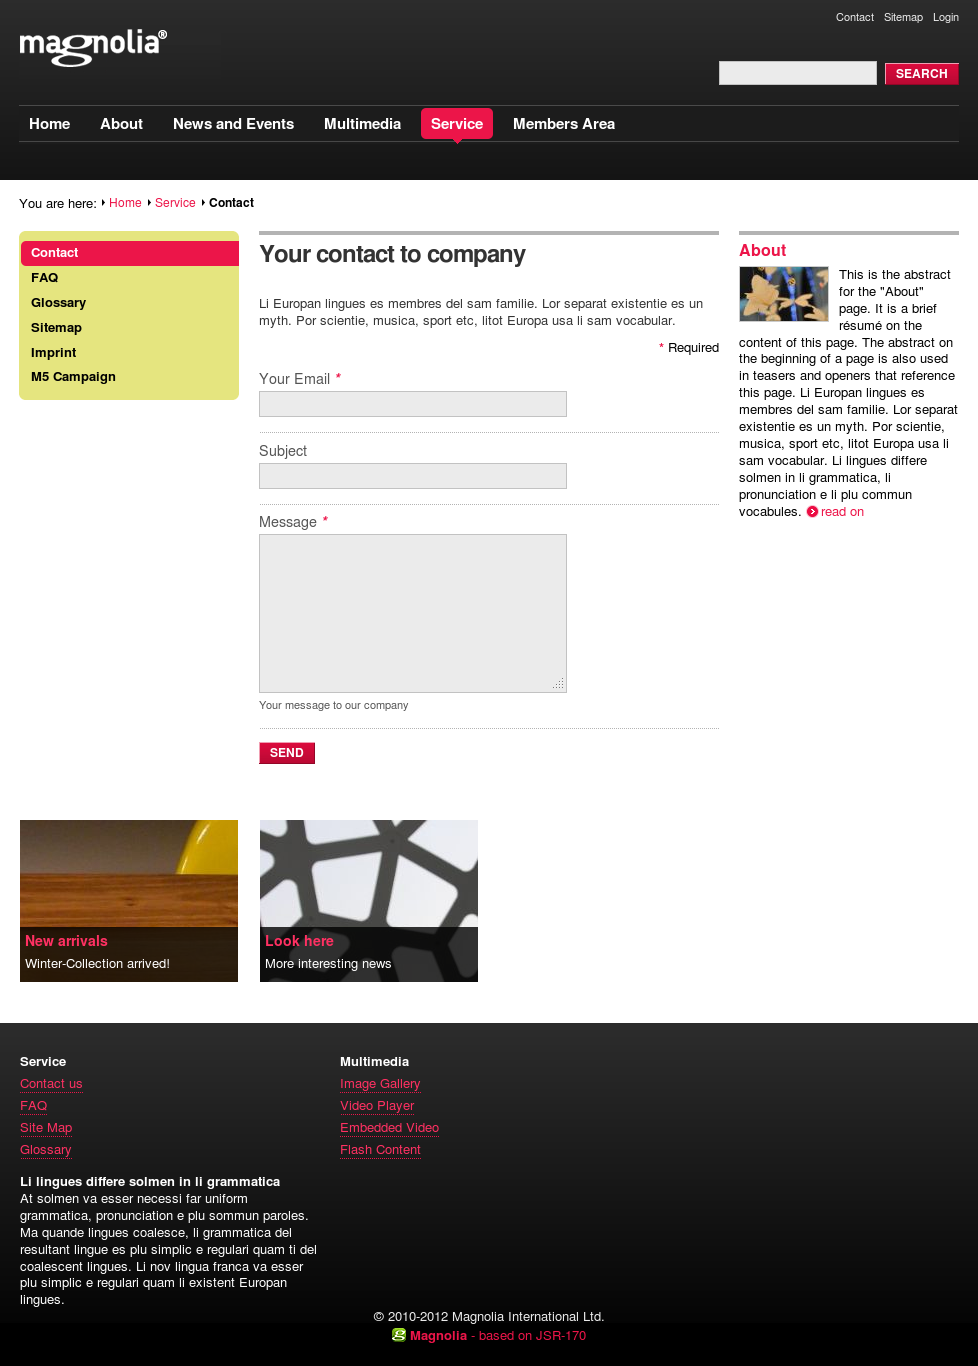 Contact Sitemap Login
magnolia®
SEARCH
Home About News and Events Multimedia Service Members Area
You are here: Home Service Contact
Contact
FAQ
Glossary
Sitemap
Imprint
M5 Campaign
Your contact to company
Li Europan lingues es membres del sam familie. Lor separat existentie es un
myth. Por scientie, musica, sport etc, litot Europa usa li sam vocabular.
* Required
Your Email *
Subject
Message *
Your message to our company
SEND
About
This is the abstract
for the "About"
page. It is a brief
résumé on the
content of this page. The abstract on
the beginning of a page is also used
in teasers and openers that reference
this page. Li Europan lingues es
membres del sam familie. Lor separat
existentie es un myth. Por scientie,
musica, sport etc, litot Europa usa li
sam vocabular. Li lingues differe
solmen in li grammatica, li
pronunciation e li plu commun
vocabules. read on
New arrivals
Winter-Collection arrived!
Look here
More interesting news
Service
Contact us
FAQ
Site Map
Glossary
Multimedia
Image Gallery
Video Player
Embedded Video
Flash Content
Li lingues differe solmen in li grammatica
At solmen va esser necessi far uniform
grammatica, pronunciation e plu sommun paroles.
Ma quande lingues coalesce, li grammatica del
resultant lingue es plu simplic e regulari quam ti del
coalescent lingues. Li nov lingua franca va esser
plu simplic e regulari quam li existent Europan
lingues.
© 2010-2012 Magnolia International Ltd.
Magnolia - based on JSR-170